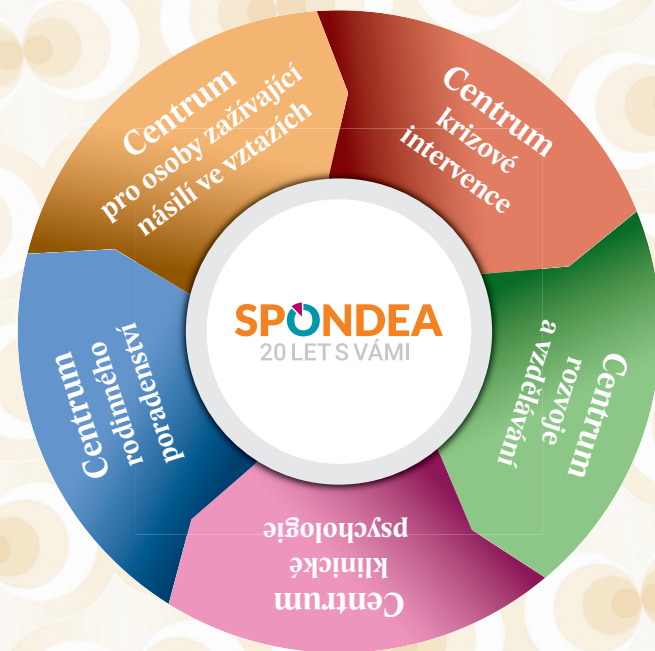 Centrum
pro osoby zažívající
násilí ve vztazích
Centrum
krizové
intervence
Centrum
rozvoje
a vzdělávání
Centrum
klinické
psychologie
Centrum
rodinného
poradenství
SPONDEA
20 LET S VÁMI